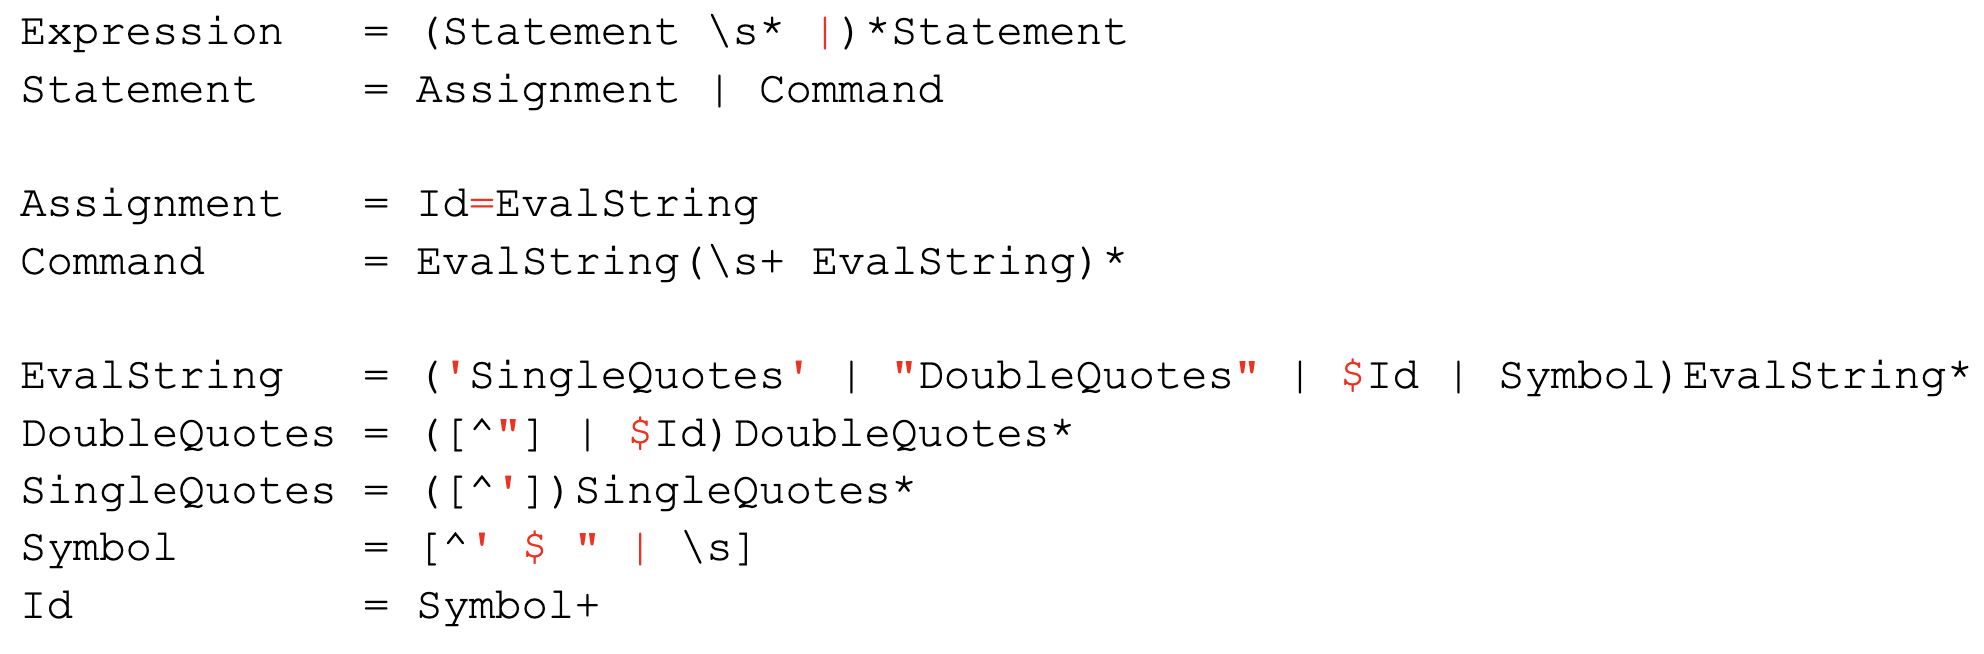 Expression = (Statement \s* |)*Statement
Statement = Assignment | Command
Assignment = Id=EvalString
Command = EvalString(\s+ EvalString)*
EvalString = ('SingleQuotes' | "DoubleQuotes" | $Id | Symbol)EvalString*
DoubleQuotes = ([^"] | $Id)DoubleQuotes*
SingleQuotes = ([^'])SingleQuotes*
Symbol = [^' $ " | \s]
Id = Symbol+